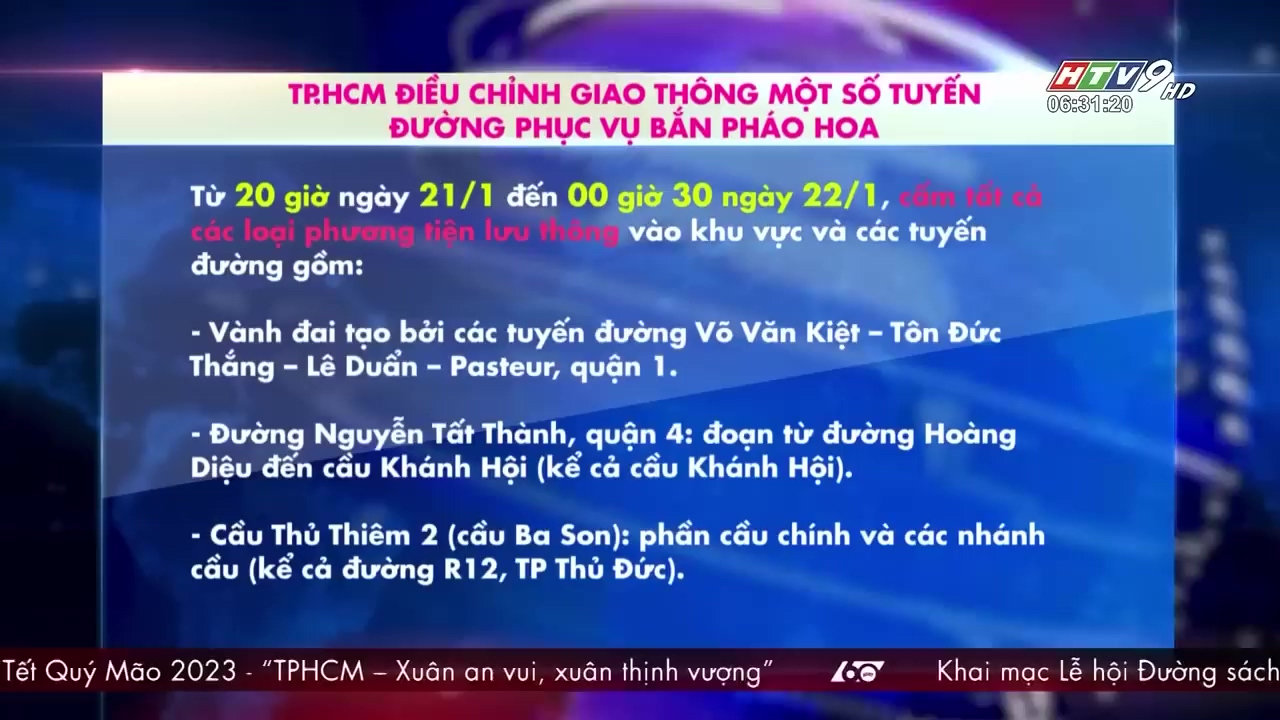 TP.HCM ĐIỀU CHỈNH GIAO THÔNG MỘT SỐ TUYẾN
ĐƯỜNG PHỤC VỤ BẮN PHÁO HOA
HTV9 HD
06:31:20
Từ 20 giờ ngày 21/1 đến 00 giờ 30 ngày 22/1, cấm tất cả
các loại phương tiện lưu thông vào khu vực và các tuyến
đường gồm:
- Vành đai tạo bởi các tuyến đường Võ Văn Kiệt – Tôn Đức
Thắng – Lê Duẩn – Pasteur, quận 1.
- Đường Nguyễn Tất Thành, quận 4: đoạn từ đường Hoàng
Diệu đến cầu Khánh Hội (kể cả cầu Khánh Hội).
- Cầu Thủ Thiêm 2 (cầu Ba Son): phần cầu chính và các nhánh
cầu (kể cả đường R12, TP Thủ Đức).
Tết Quý Mão 2023 - “TPHCM – Xuân an vui, xuân thịnh vượng” 60 giây Khai mạc Lễ hội Đường sách